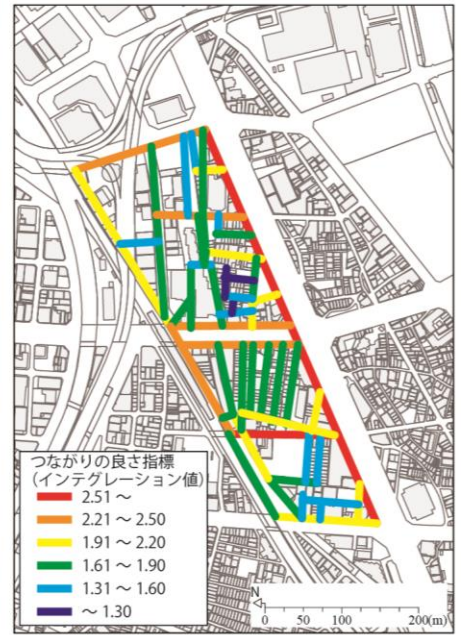 つながりの良さ指標
(インテグレーション値)
2.51 ～
2.21 ～ 2.50
1.91 ～ 2.20
1.61 ～ 1.90
1.31 ～ 1.60
～ 1.30
N
0 100 200(m)